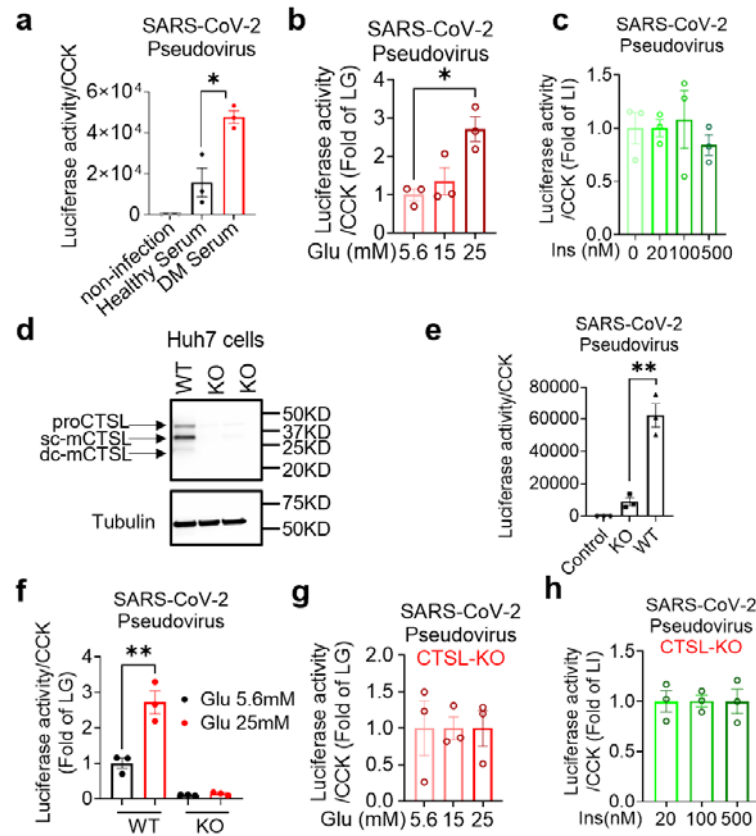 a
SARS-CoV-2
Pseudovirus
Luciferase activity/CCK
6×10⁴
4×10⁴
2×10⁴
0
*
non-infection
Healthy Serum
DM Serum
b
SARS-CoV-2
Pseudovirus
Luciferase activity
/CCK (Fold of LG)
4
3
2
1
0
*
Glu (mM) 5.6 15 25
c
SARS-CoV-2
Pseudovirus
Luciferase activity
/CCK (Fold of LI)
1.5
1.0
0.5
0.0
Ins (nM) 0 20 100 500
d
Huh7 cells
WT KO KO
proCTSL
sc-mCTSL
dc-mCTSL
50KD
37KD
25KD
20KD
Tubulin
75KD
50KD
e
SARS-CoV-2
Pseudovirus
Luciferase activity/CCK
80000
60000
40000
20000
0
**
Control
KO
WT
f
SARS-CoV-2
Pseudovirus
Luciferase activity/CCK
(Fold of LG)
4
3
2
1
0
**
Glu 5.6mM
Glu 25mM
WT KO
g
SARS-CoV-2
Pseudovirus
CTSL-KO
Luciferase activity
/CCK (Fold of LG)
2.0
1.5
1.0
0.5
0.0
Glu (mM) 5.6 15 25
h
SARS-CoV-2
Pseudovirus
CTSL-KO
Luciferase activity
/CCK (Fold of LI)
1.5
1.0
0.5
0.0
Ins(nM) 20 100 500